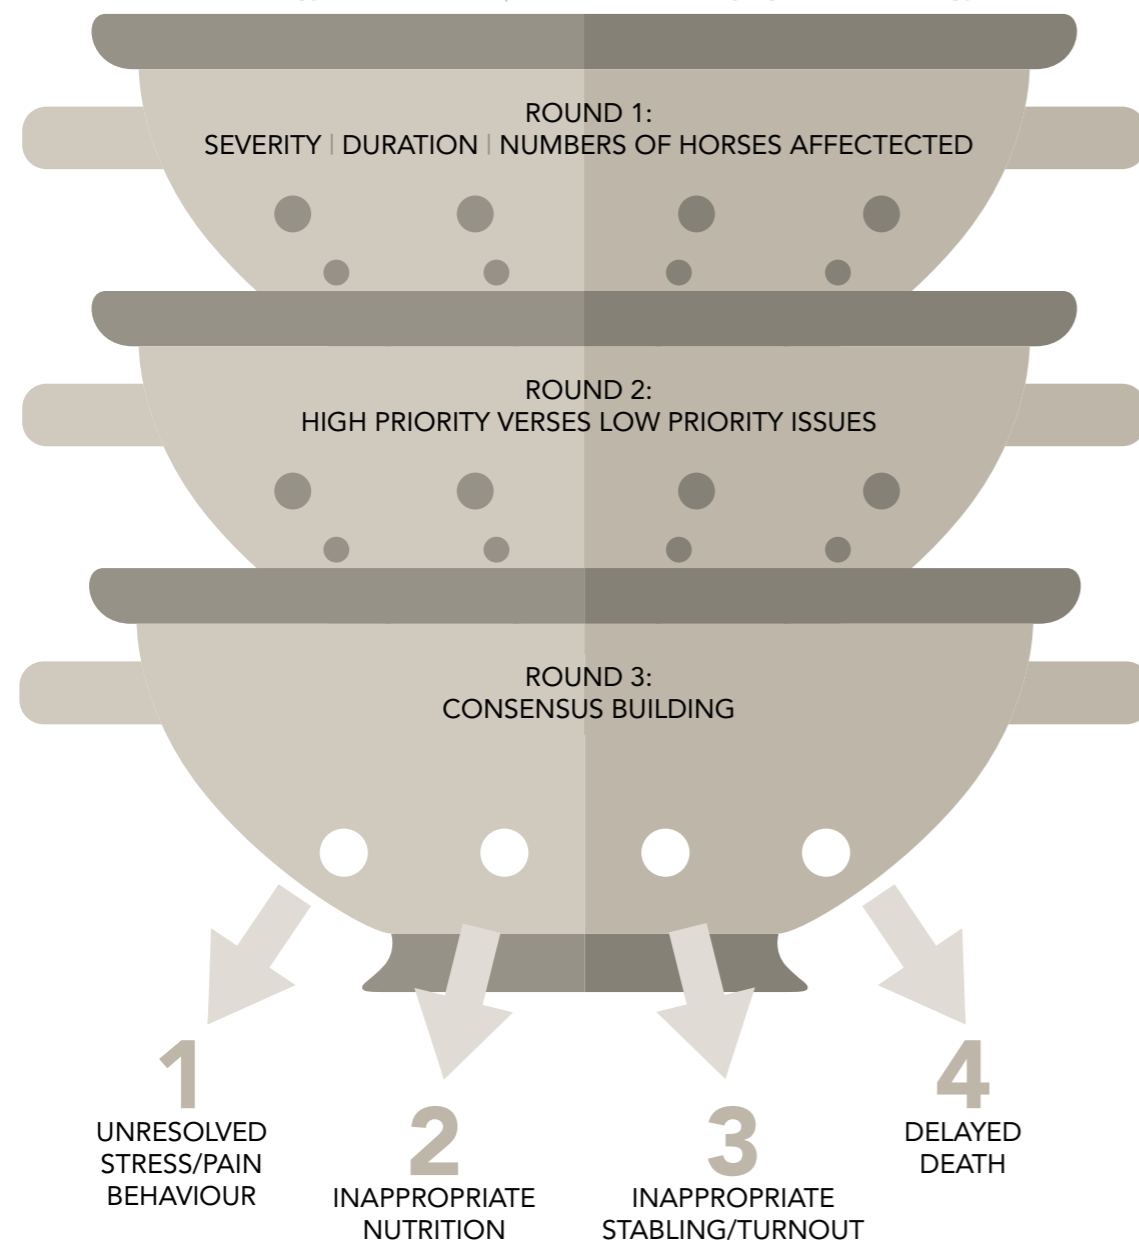 ROUND 1:
SEVERITY | DURATION | NUMBERS OF HORSES AFFECTECTED
ROUND 2:
HIGH PRIORITY VERSES LOW PRIORITY ISSUES
ROUND 3:
CONSENSUS BUILDING
1
UNRESOLVED
STRESS/PAIN
BEHAVIOUR
2
INAPPROPRIATE
NUTRITION
3
INAPPROPRIATE
STABLING/TURNOUT
4
DELAYED
DEATH